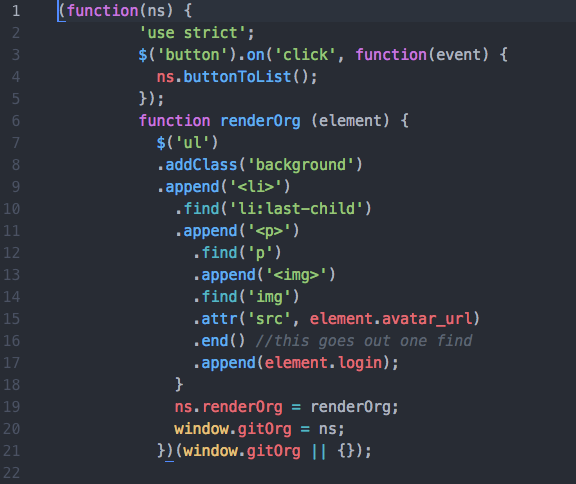 1 (function(ns) {
2 'use strict';
3 $('button').on('click', function(event) {
4 ns.buttonToList();
5 });
6 function renderOrg (element) {
7 $('ul')
8 .addClass('background')
9 .append('<li>')
10 .find('li:last-child')
11 .append('<p>')
12 .find('p')
13 .append('<img>')
14 .find('img')
15 .attr('src', element.avatar_url)
16 .end() //this goes out one find
17 .append(element.login);
18 }
19 ns.renderOrg = renderOrg;
20 window.gitOrg = ns;
21 })(window.gitOrg || {});
22